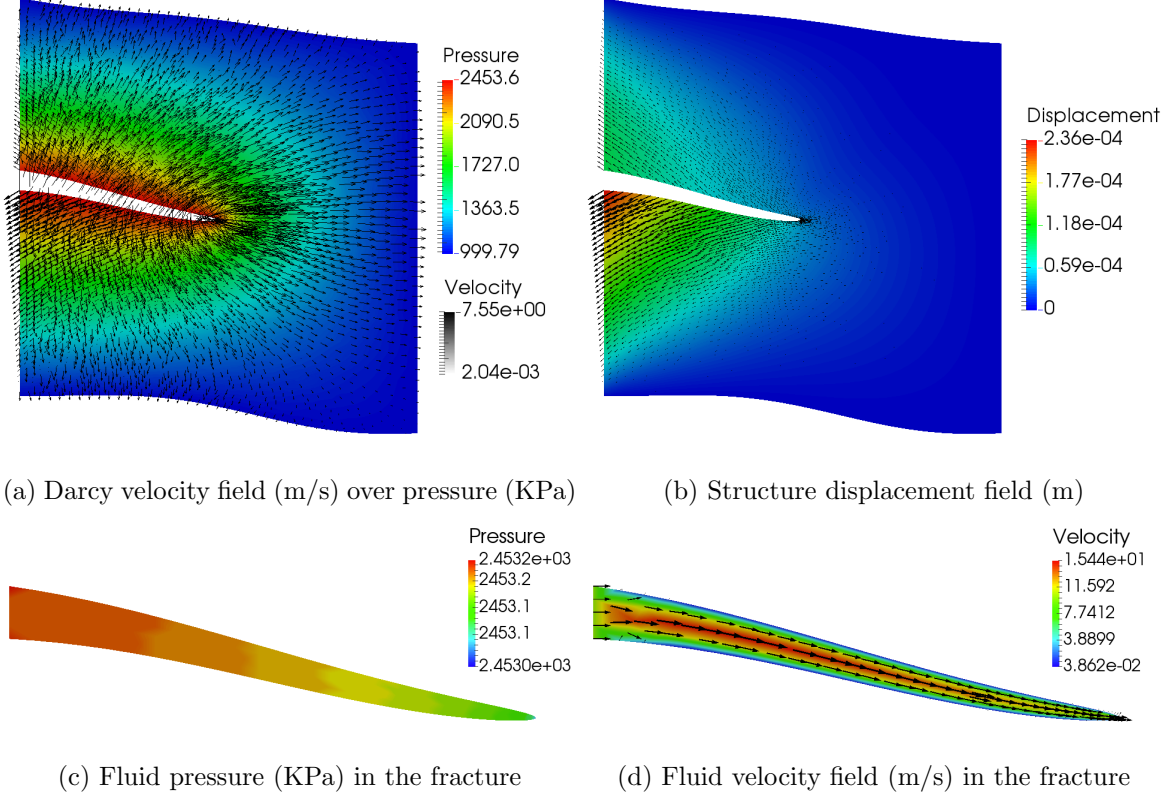 Pressure
2453.6
2090.5
1727.0
1363.5
999.79
Velocity
7.55e+00
2.04e-03
Displacement
2.36e-04
1.77e-04
1.18e-04
0.59e-04
0
(a) Darcy velocity field (m/s) over pressure (KPa)
(b) Structure displacement field (m)
Pressure
2.4532e+03
2453.2
2453.1
2453.1
2.4530e+03
Velocity
1.544e+01
11.592
7.7412
3.8899
3.862e-02
(c) Fluid pressure (KPa) in the fracture
(d) Fluid velocity field (m/s) in the fracture